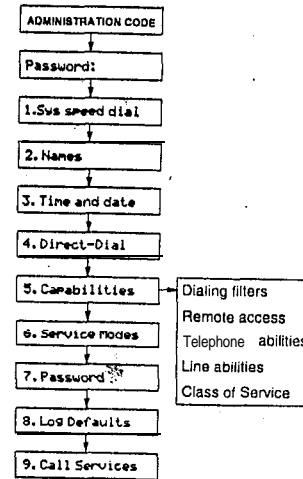 ADMINISTRATION CODE
Password:
1.Sys speed dial
2. Names
3. Time and date
4. Direct-Dial
5. Capabilities
Dialing filters
Remote access
Telephone abilities
Line abilities
Class of Service
6. Service Modes
7. Password
8. Log Defaults
9. Call Services